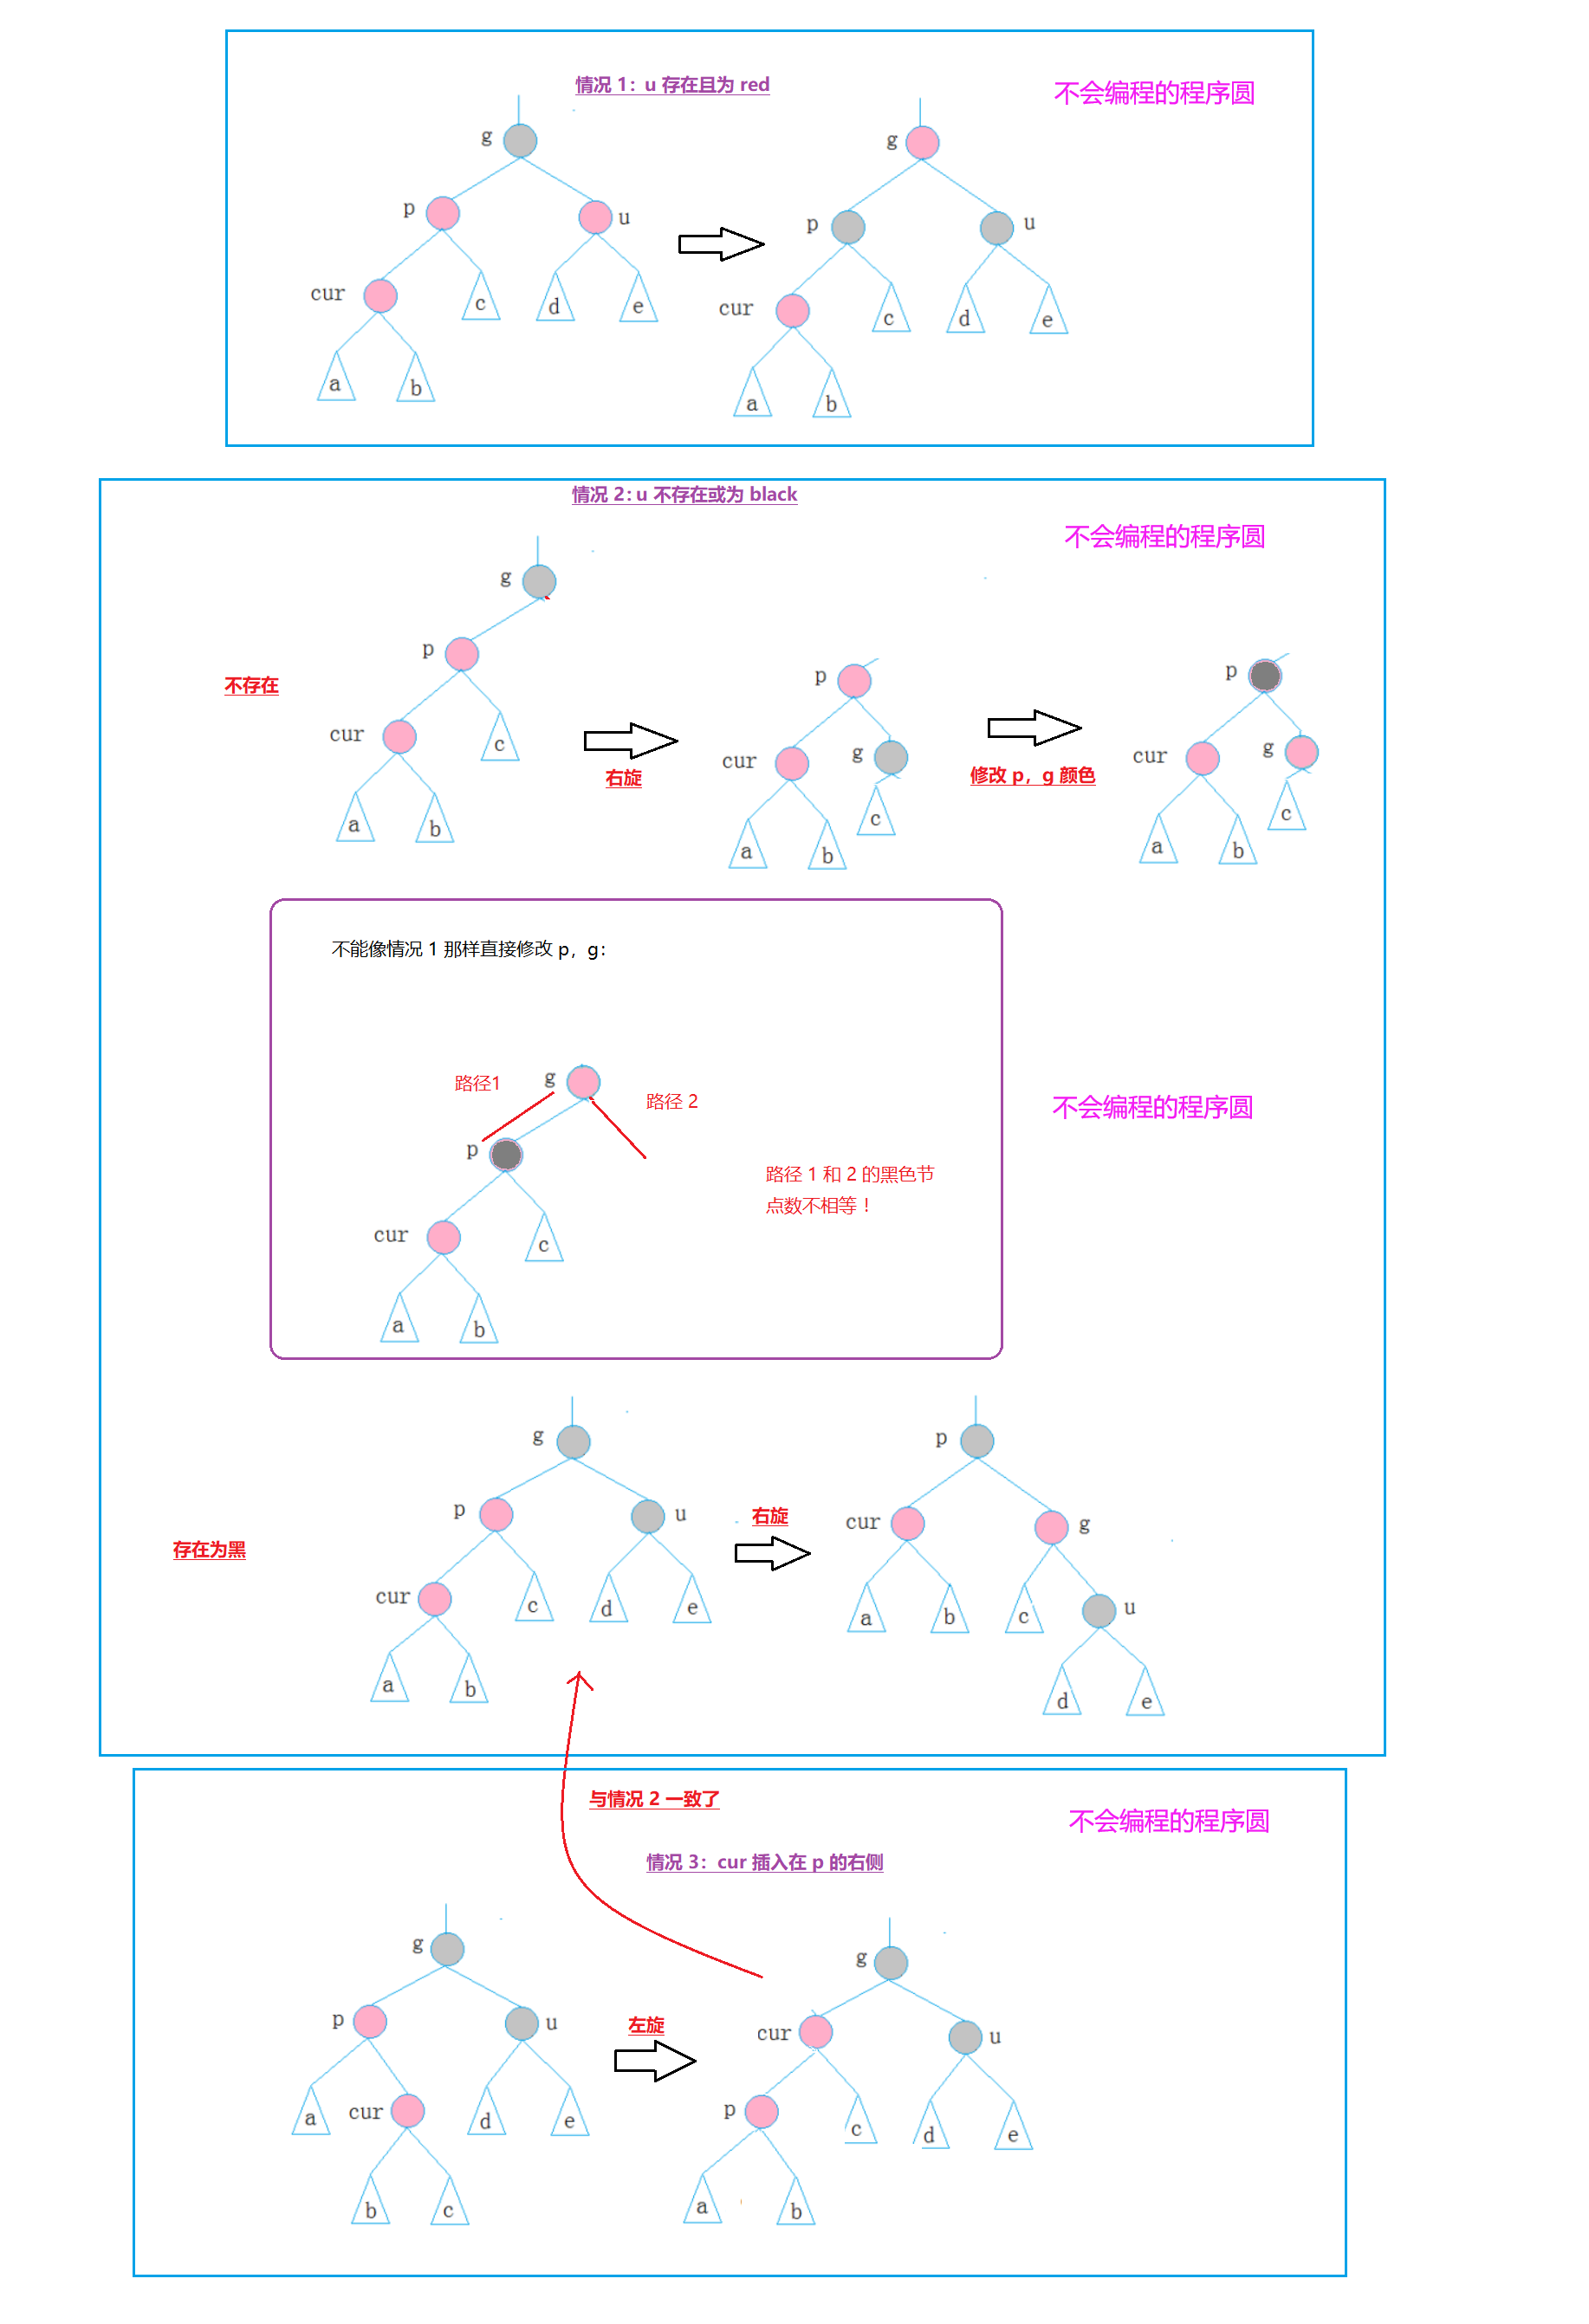 情况 1：u 存在且为 red
不会编程的程序圆
g
g
p
u
p
u
cur
c
d
e
cur
c
d
e
a
b
a
b
情况 2：u 不存在或为 black
不会编程的程序圆
g
p
不存在
p
p
cur
c
cur
g
cur
g
右旋
修改 p，g 颜色
a
b
c
c
a
b
a
b
不能像情况 1 那样直接修改 p，g：
路径1
g
路径 2
不会编程的程序圆
p
路径 1 和 2 的黑色节
点数不相等！
cur
c
a
b
g
p
p
u
右旋
cur
g
存在为黑
cur
c
d
e
a
b
c
u
a
b
d
e
与情况 2 一致了
不会编程的程序圆
情况 3：cur 插入在 p 的右侧
g
g
p
u
左旋
cur
u
a
cur
d
e
p
c
d
e
b
c
a
b